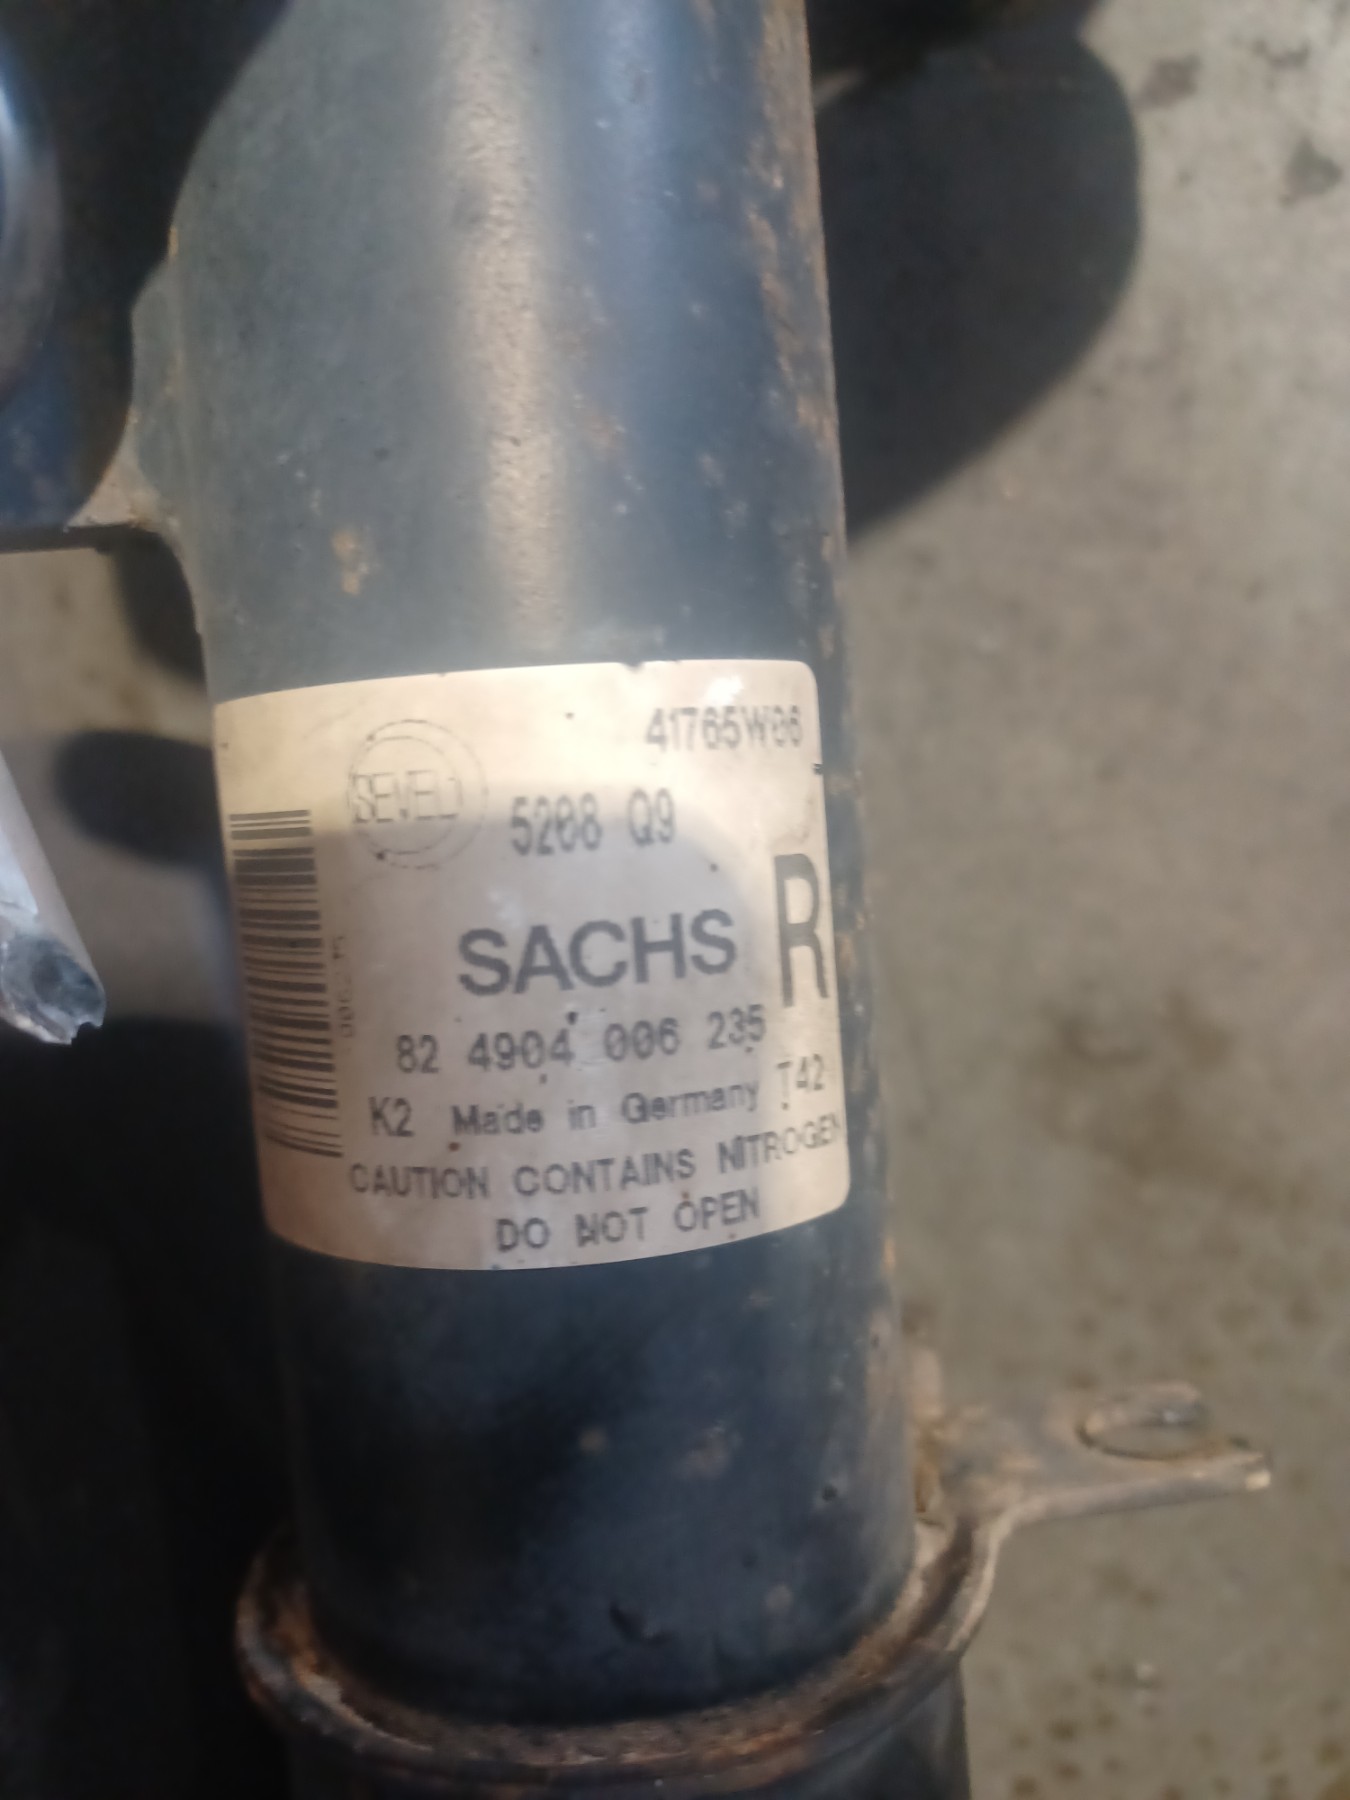 41765W06
SEVEL
5208 Q9
R
SACHS
82 4904 006 235
K2 Made in Germany T42
CAUTION CONTAINS NITROGEN
DO NOT OPEN
006235